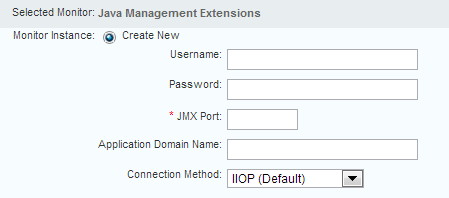 Selected Monitor: Java Management Extensions
Monitor Instance: Create New
Username:
Password:
* JMX Port:
Application Domain Name:
Connection Method: IIOP (Default)